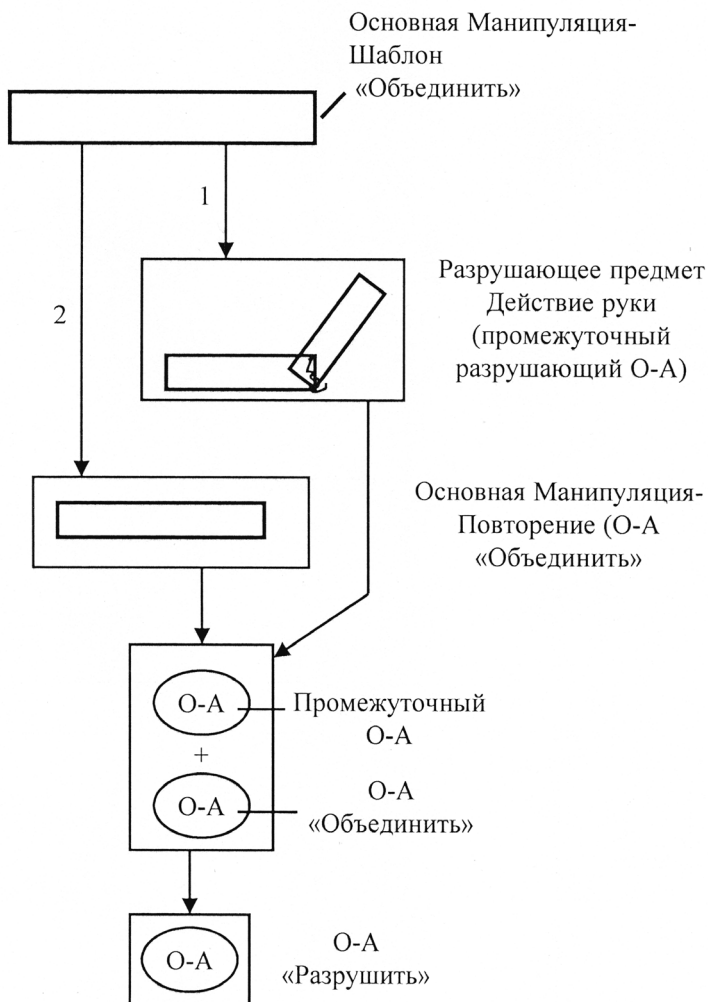 Основная Манипуляция-
Шаблон
«Объединить»
1
2
Разрушающее предмет
Действие руки
(промежуточный
разрушающий О-А)
Основная Манипуляция-
Повторение (О-А
«Объединить»
О-А
Промежуточный
О-А
+
О-А
О-А
«Объединить»
О-А
О-А
«Разрушить»